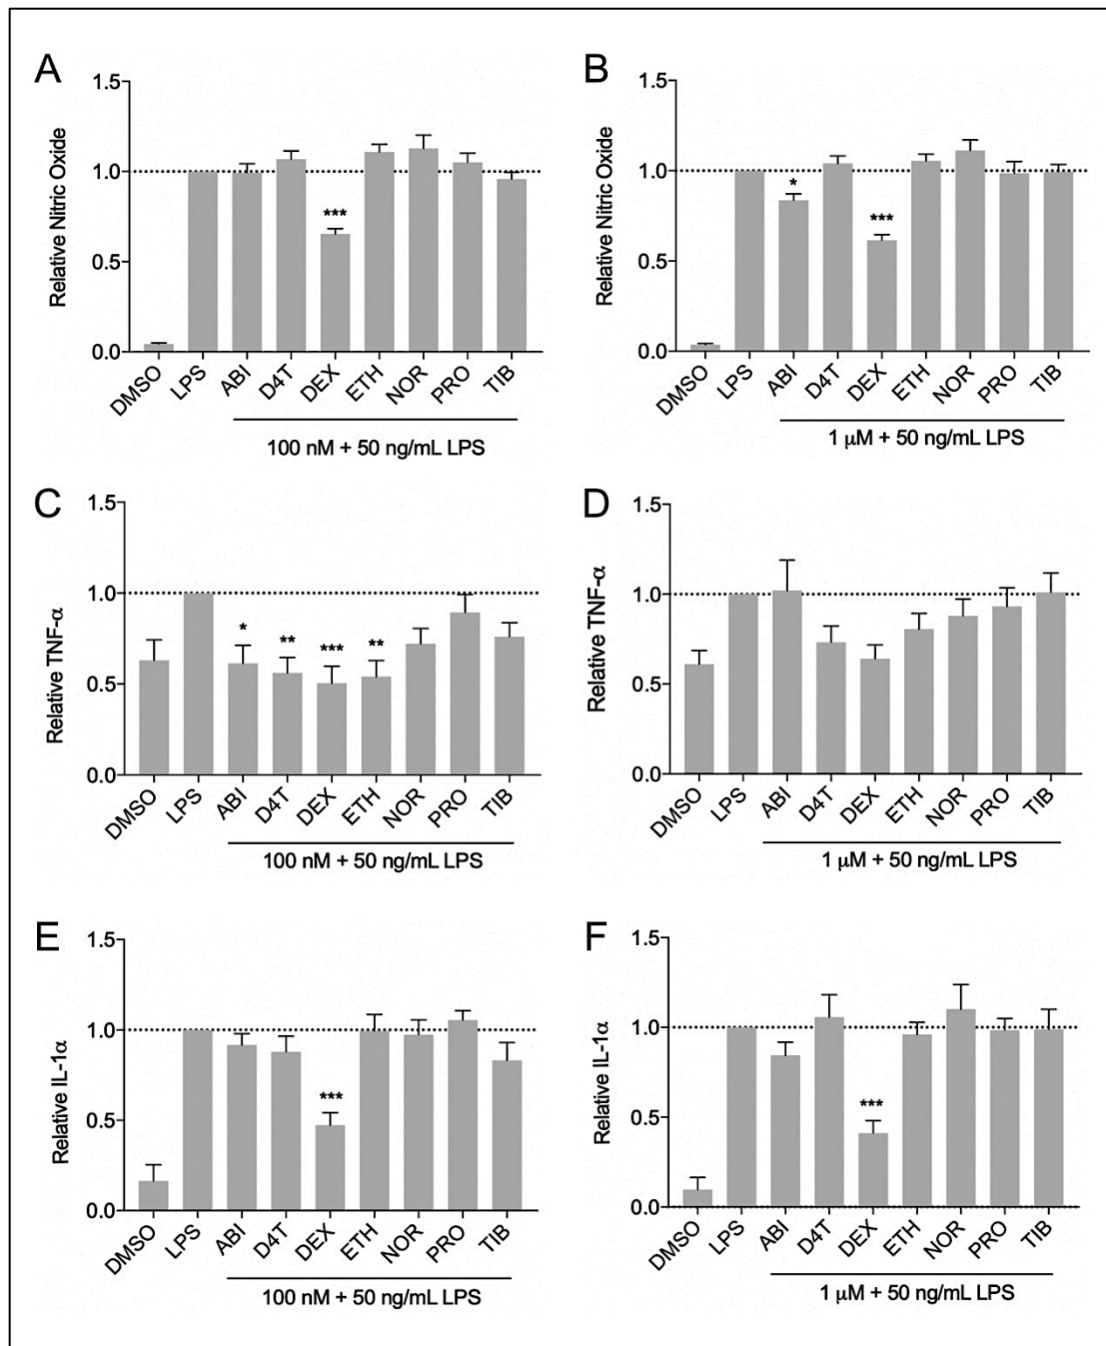 A
1.5
1.0
0.5
0.0
Relative Nitric Oxide
***
DMSO LPS ABI D4T DEX ETH NOR PRO TIB
100 nM + 50 ng/mL LPS
B
1.5
1.0
0.5
0.0
Relative Nitric Oxide
*
***
DMSO LPS ABI D4T DEX ETH NOR PRO TIB
1 μM + 50 ng/mL LPS
C
1.5
1.0
0.5
0.0
Relative TNF-α
* ** *** **
DMSO LPS ABI D4T DEX ETH NOR PRO TIB
100 nM + 50 ng/mL LPS
D
1.5
1.0
0.5
0.0
Relative TNF-α
DMSO LPS ABI D4T DEX ETH NOR PRO TIB
1 μM + 50 ng/mL LPS
E
1.5
1.0
0.5
0.0
Relative IL-1α
***
DMSO LPS ABI D4T DEX ETH NOR PRO TIB
100 nM + 50 ng/mL LPS
F
1.5
1.0
0.5
0.0
Relative IL-1α
***
DMSO LPS ABI D4T DEX ETH NOR PRO TIB
1 μM + 50 ng/mL LPS